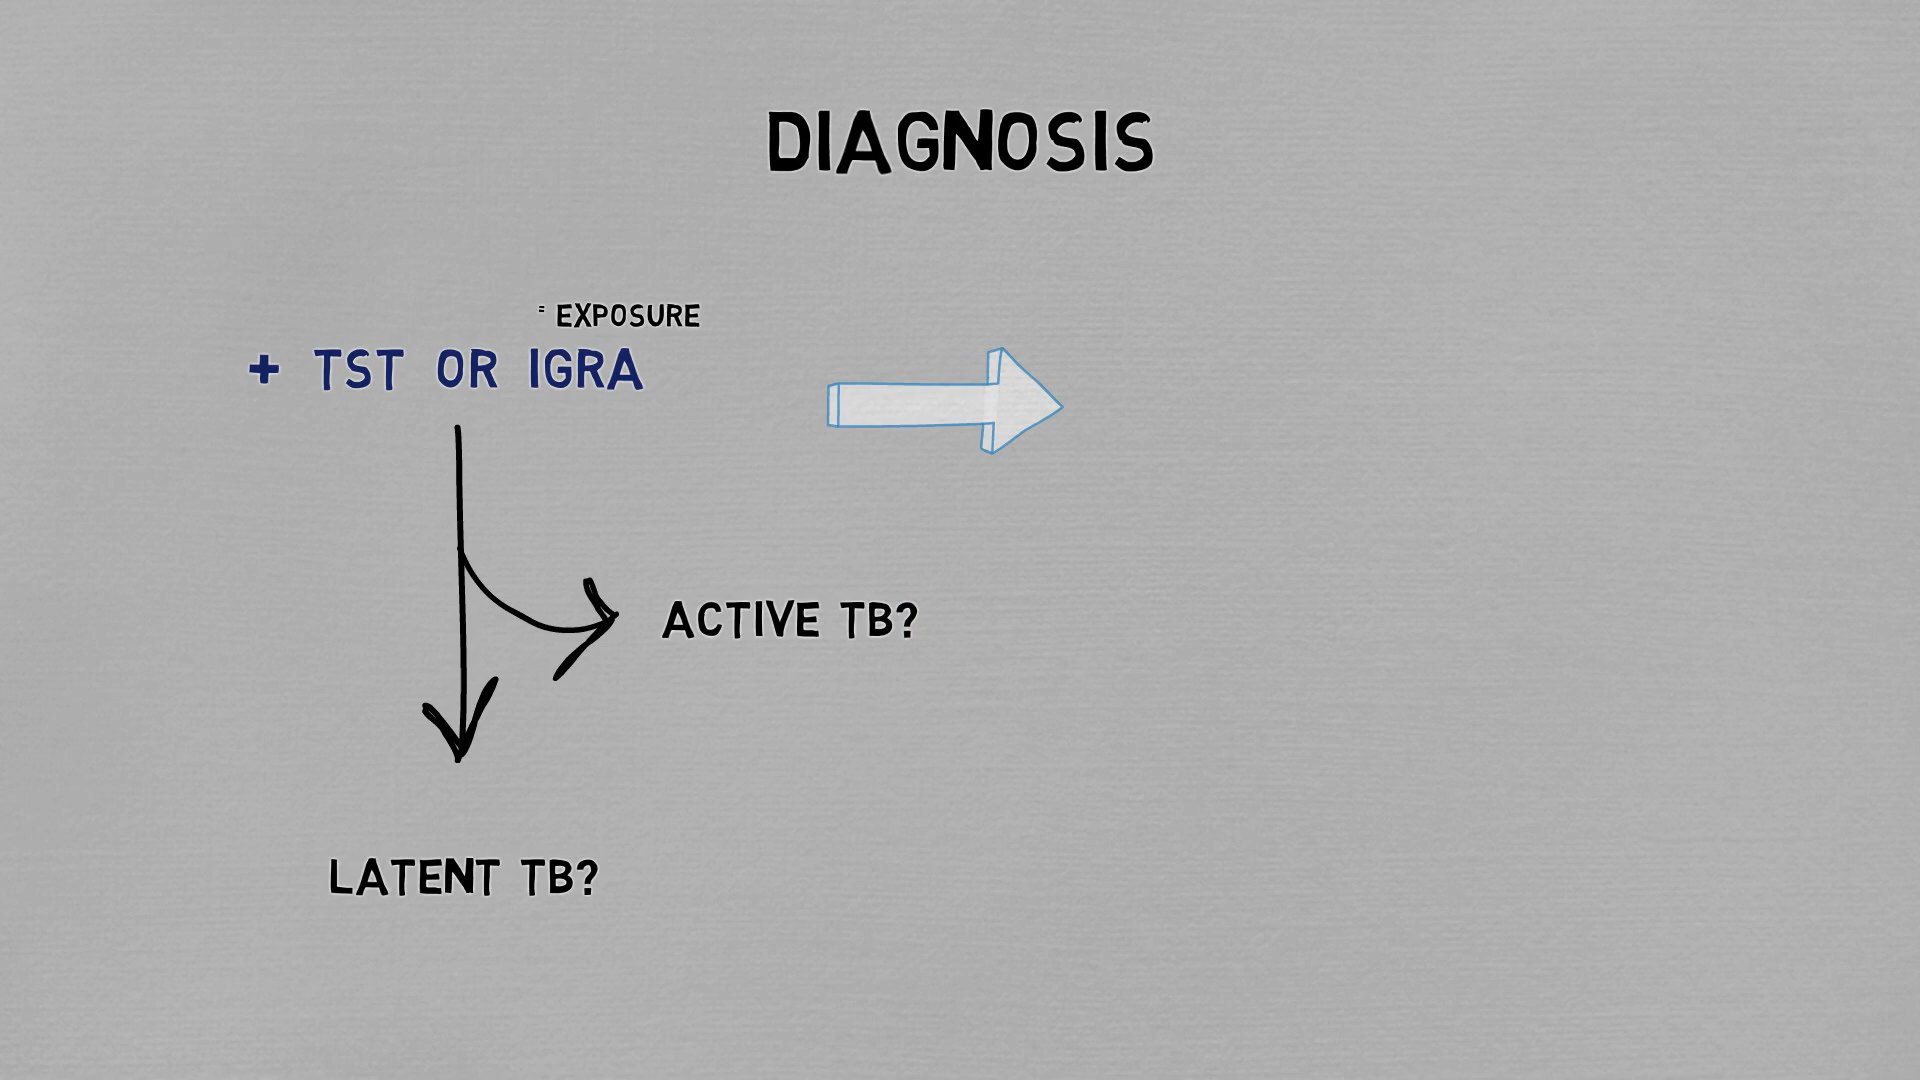 DIAGNOSIS
= EXPOSURE
+ TST OR IGRA
ACTIVE TB?
LATENT TB?